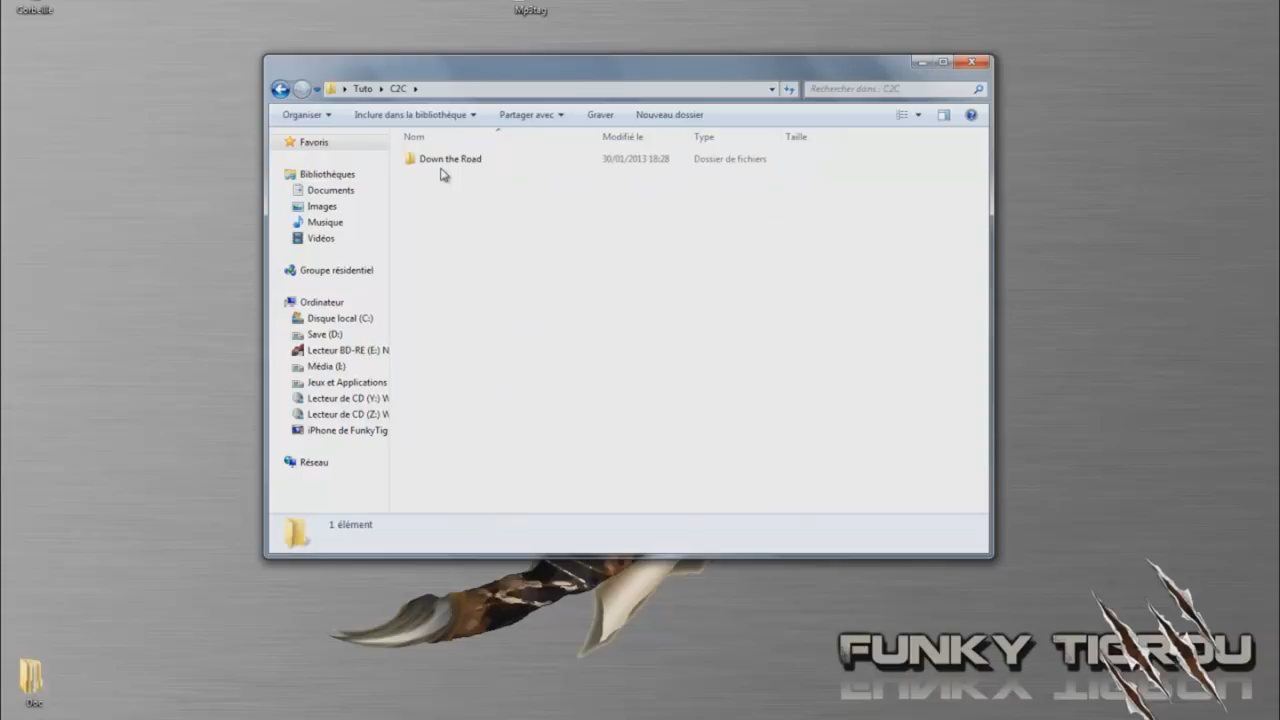 Corbeille
Mp3tag
Tuto
C2C
Rechercher dans : C2C
Organiser
Inclure dans la bibliothèque
Partager avec
Graver
Nouveau dossier
Nom
Modifié le
Type
Taille
Down the Road
30/01/2013 18:28
Dossier de fichiers
Favoris
Bibliothèques
Documents
Images
Musique
Vidéos
Groupe résidentiel
Ordinateur
Disque local (C:)
Save (D:)
Lecteur BD-RE (E:) N
Média (I:)
Jeux et Applications
Lecteur de CD (Y:) W
Lecteur de CD (Z:) W
iPhone de FunkyTig
Réseau
1 élément
FUNKY TIGROU
Doc